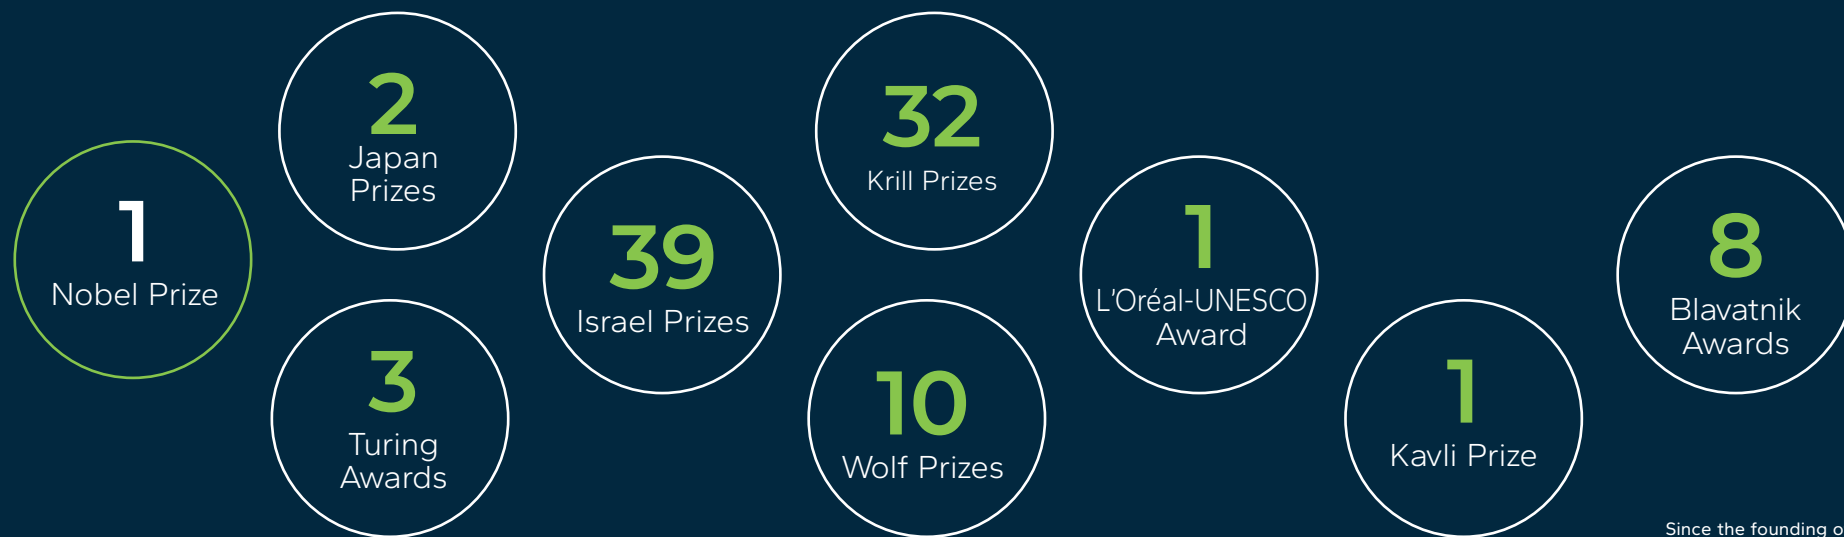 1
Nobel Prize
2
Japan
Prizes
3
Turing
Awards
39
Israel Prizes
32
Krill Prizes
10
Wolf Prizes
1
L'Oréal-UNESCO
Award
1
Kavli Prize
8
Blavatnik
Awards
Since the founding